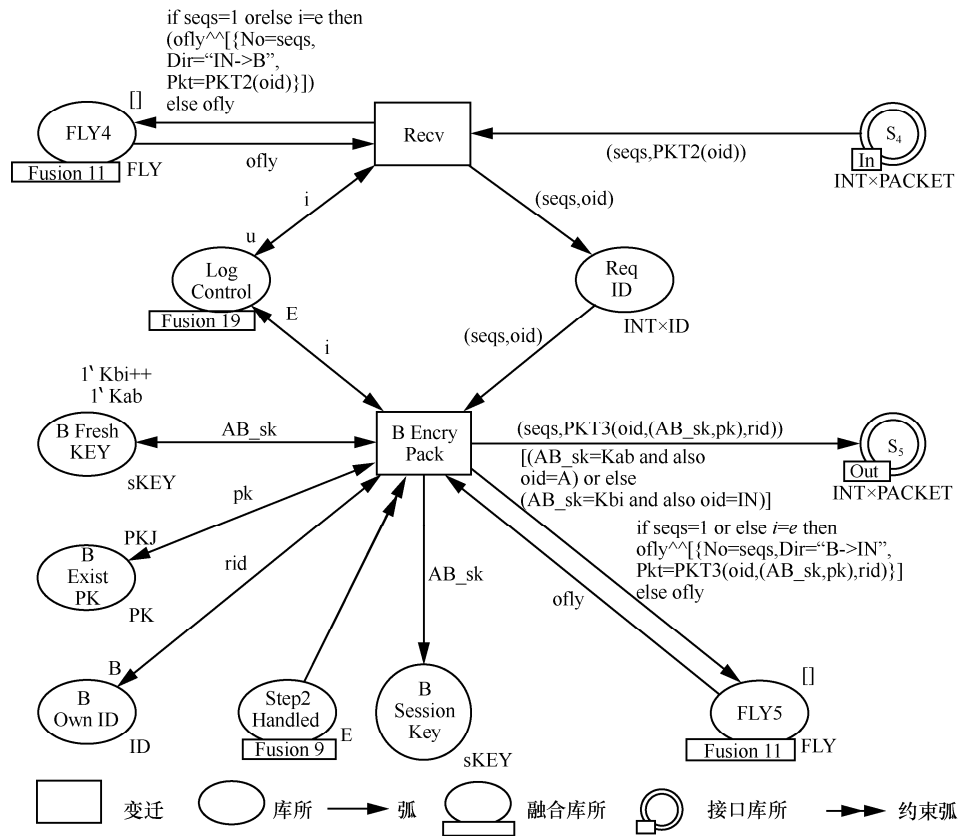 if seqs=1 orelse i=e then
(ofly^^[{No=seqs,
Dir=“IN->B”,
Pkt=PKT2(oid)}])
else ofly
[]
FLY4
Fusion 11
FLY
ofly
Recv
(seqs,PKT2(oid))
S4
In
INT×PACKET
i
(seqs,oid)
u
Log
Control
Fusion 19
E
i
Req
ID
INT×ID
(seqs,oid)
1‵Kbi++
1‵Kab
B Fresh
KEY
sKEY
AB_sk
B Encry
Pack
(seqs,PKT3(oid,(AB_sk,pk),rid))
[(AB_sk=Kab and also
oid=A) or else
(AB_sk=Kbi and also oid=IN)]
S5
Out
INT×PACKET
pk
PKJ
B
Exist
PK
PK
rid
if seqs=1 or else i=e then
ofly^^[{No=seqs,Dir=“B->IN”,
Pkt=PKT3(oid,(AB_sk,pk),rid)}]
else ofly
AB_sk
ofly
B
B
Own ID
ID
Step2
Handled
Fusion 9
E
B
Session
Key
sKEY
[]
FLY5
Fusion 11
FLY
变迁
库所
弧
融合库所
接口库所
约束弧